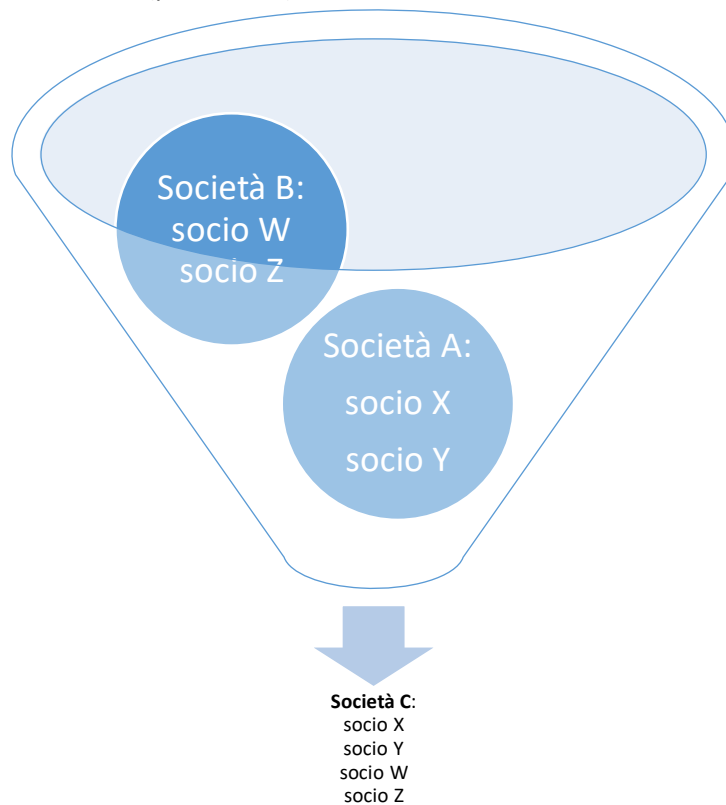 Società B:
socio W
socio Z
Società A:
socio X
socio Y
Società C:
socio X
socio Y
socio W
socio Z